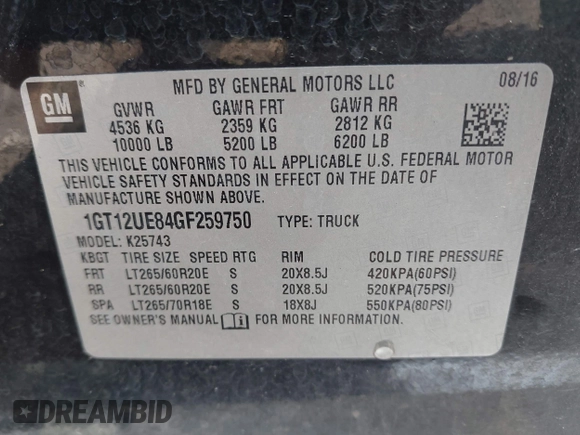 GM
MFD BY GENERAL MOTORS LLC 08/16
GVWR GAWR FRT GAWR RR
4536 KG 2359 KG 2812 KG
10000 LB 5200 LB 6200 LB
THIS VEHICLE CONFORMS TO ALL APPLICABLE U.S. FEDERAL MOTOR
VEHICLE SAFETY STANDARDS IN EFFECT ON THE DATE OF
MANUFACTURE SHOWN ABOVE.
1GT12UE84GF259750 TYPE: TRUCK
MODEL: K25743
KBGT TIRE SIZE SPEED RTG RIM COLD TIRE PRESSURE
FRT LT265/60R20E S 20X8.5J 420KPA(60PSI)
RR LT265/60R20E S 20X8.5J 520KPA(75PSI)
SPA LT265/70R18E S 18X8J 550KPA(80PSI)
SEE OWNER'S MANUAL FOR MORE INFORMATION.
DREAMBID